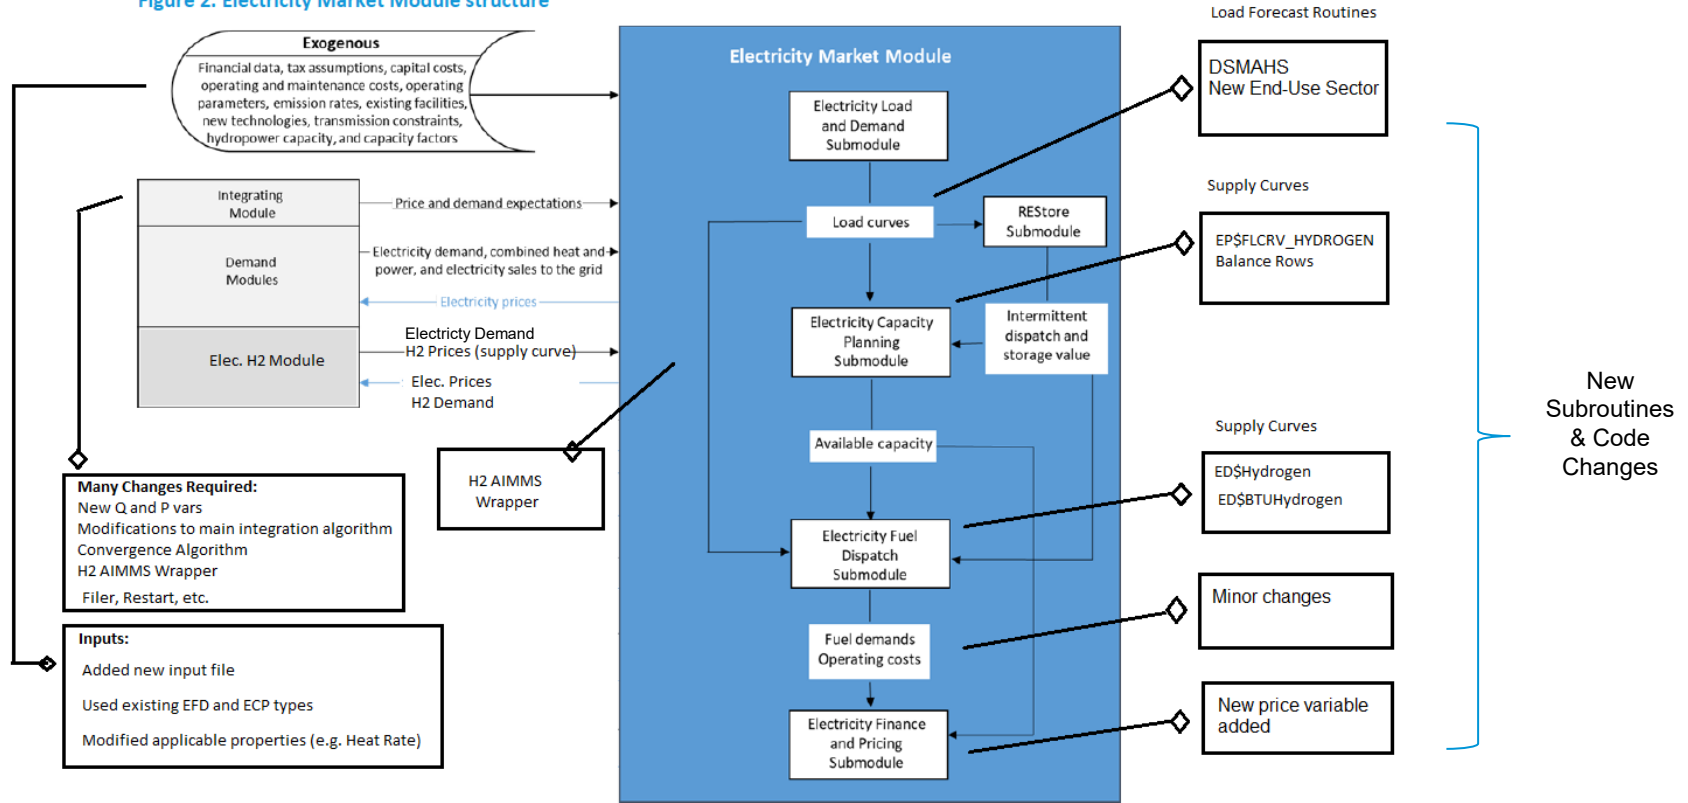 Figure 2. Electricity Market Module structure
Exogenous
Financial data, tax assumptions, capital costs,
operating and maintenance costs, operating
parameters, emission rates, existing facilities,
new technologies, transmission constraints,
hydropower capacity, and capacity factors
Integrating
Module
Price and demand expectations
Demand
Modules
Electricity demand, combined heat and
power, and electricity sales to the grid
Electricity prices
Elec. H2 Module
Electricty Demand
H2 Prices (supply curve)
Elec. Prices
H2 Demand
Many Changes Required:
New Q and P vars
Modifications to main integration algorithm
Convergence Algorithm
H2 AIMMS Wrapper
Filer, Restart, etc.
Inputs:
Added new input file
Used existing EFD and ECP types
Modified applicable properties (e.g. Heat Rate)
H2 AIMMS
Wrapper
Electricity Market Module
Electricity Load
and Demand
Submodule
Load curves
REStore
Submodule
Electricity Capacity
Planning
Submodule
Intermittent
dispatch and
storage value
Available capacity
Electricity Fuel
Dispatch
Submodule
Fuel demands
Operating costs
Electricity Finance
and Pricing
Submodule
Load Forecast Routines
DSMAHS
New End-Use Sector
Supply Curves
EP$FLCRV_HYDROGEN
Balance Rows
Supply Curves
ED$Hydrogen
ED$BTUHydrogen
Minor changes
New price variable
added
New
Subroutines
& Code
Changes